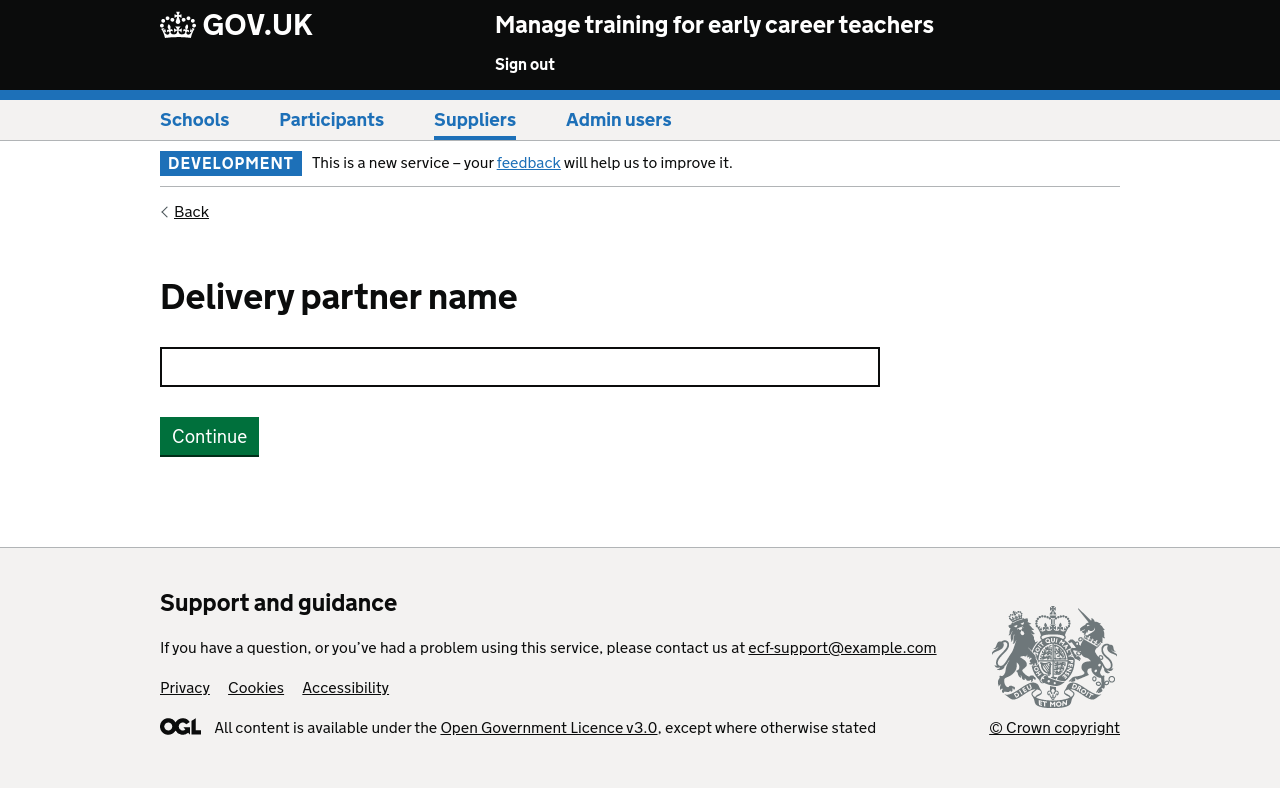 GOV.UK
Manage training for early career teachers
Sign out
Schools
Participants
Suppliers
Admin users
DEVELOPMENT
This is a new service – your feedback will help us to improve it.
Back
Delivery partner name
Continue
Support and guidance
If you have a question, or you’ve had a problem using this service, please contact us at ecf-support@example.com
Privacy
Cookies
Accessibility
OGL
All content is available under the Open Government Licence v3.0, except where otherwise stated
© Crown copyright